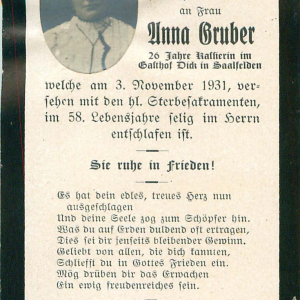 an Frau
Anna Gruber
26 Jahre Kassierin im
Gasthof Dick in Saalfelden
welche am 3. November 1931, ver-
sehen mit den hl. Sterbesakramenten,
im 58. Lebensjahre selig im Herrn
entschlafen ist.
Sie ruhe in Frieden!
Es hat dein edles, treues Herz nun
ausgeschlagen
Und deine Seele zog zum Schöpfer hin.
Was du auf Erden duldend oft ertragen,
Dies sei dir jenseits bleibender Gewinn.
Geliebt von allen, die dich kannten,
Schliefst du in Gottes Frieden ein.
Mög drüben dir das Erwachen
Ein ewig freudenreiches sein.